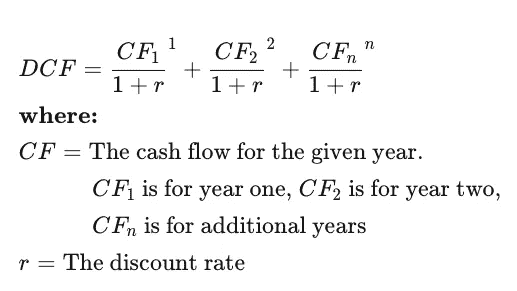 DCF = CF₁/1 + r ¹ + CF₂/1 + r ² + CFₙ/1 + r ⁿ
where:
CF = The cash flow for the given year.
CF₁ is for year one, CF₂ is for year two,
CFₙ is for additional years
r = The discount rate